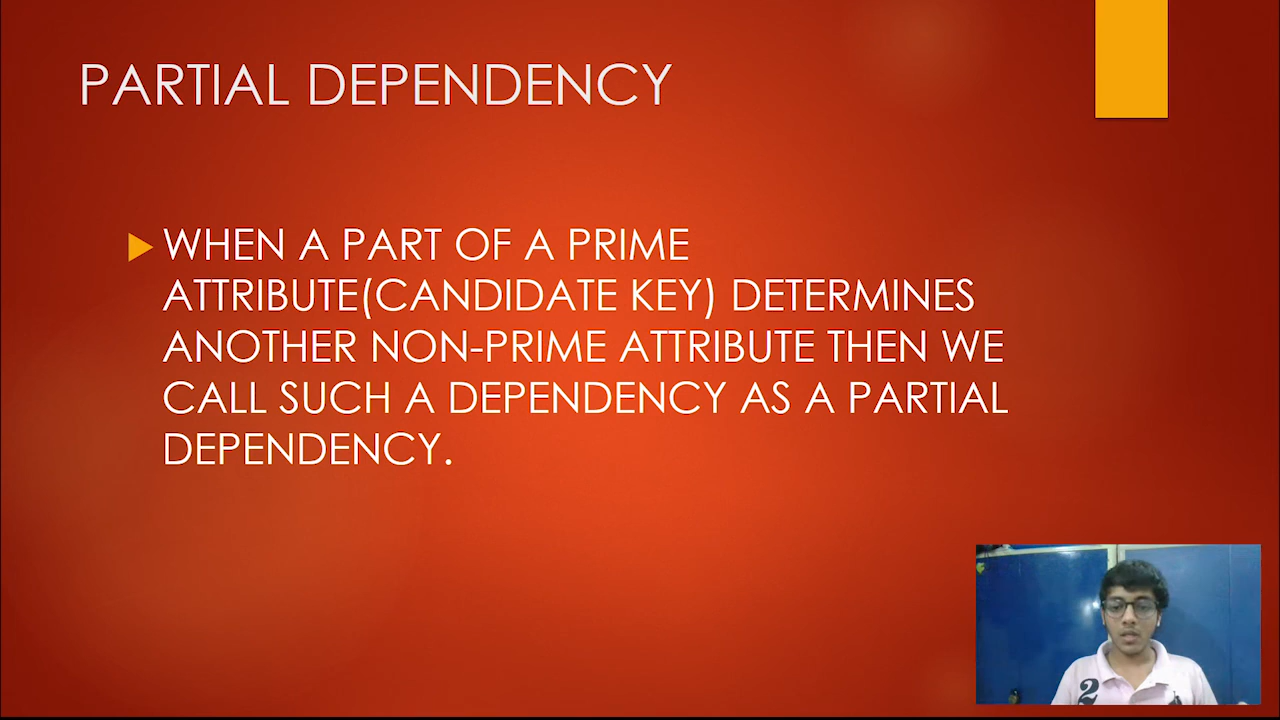 PARTIAL DEPENDENCY
WHEN A PART OF A PRIME
ATTRIBUTE(CANDIDATE KEY) DETERMINES
ANOTHER NON-PRIME ATTRIBUTE THEN WE
CALL SUCH A DEPENDENCY AS A PARTIAL
DEPENDENCY.
2